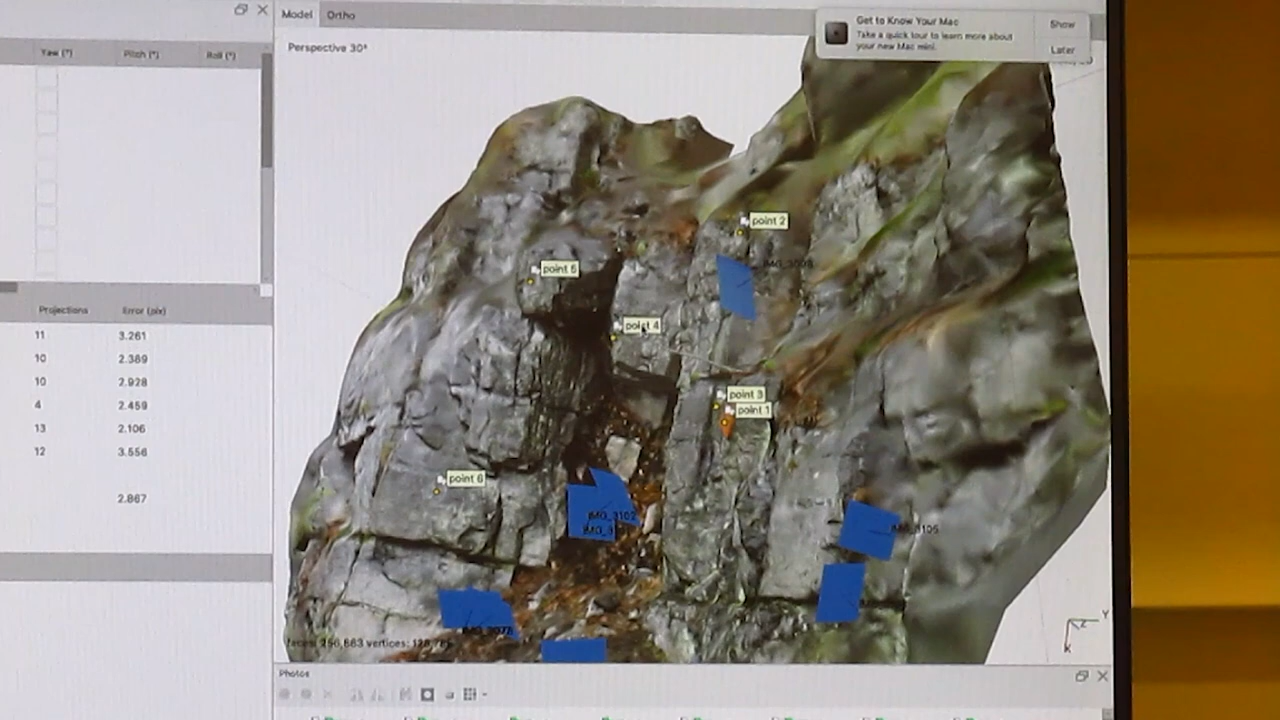 Model Ortho
Get to Know Your Mac
Take a quick tour to learn more about
your new Mac mini.
Show
Later
Yaw (°) Pitch (°) Roll (°)
Perspective 30°
point 2
point 5
point 4
point 3
point 1
point 6
Projections Error (pix)
11 3.261
10 2.389
10 2.928
4 2.459
13 2.106
12 3.556
2.867
IMG_3102
Photos